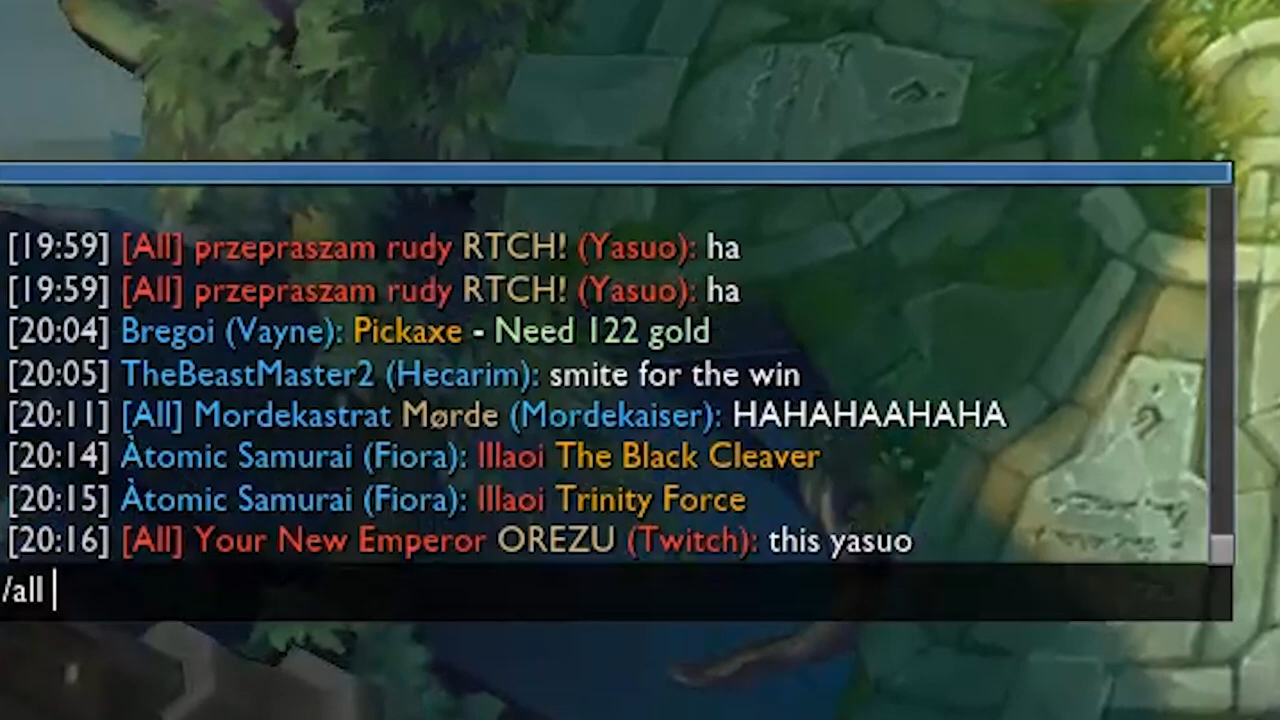 [19:59] [All] przepraszam rudy RTCH! (Yasuo): ha
[19:59] [All] przepraszam rudy RTCH! (Yasuo): ha
[20:04] Bregoi (Vayne): Pickaxe - Need 122 gold
[20:05] TheBeastMaster2 (Hecarim): smite for the win
[20:11] [All] Mordekastrat Mørde (Mordekaiser): HAHAHAAHAHA
[20:14] Àtomic Samurai (Fiora): Illaoi The Black Cleaver
[20:15] Àtomic Samurai (Fiora): Illaoi Trinity Force
[20:16] [All] Your New Emperor OREZU (Twitch): this yasuo
/all